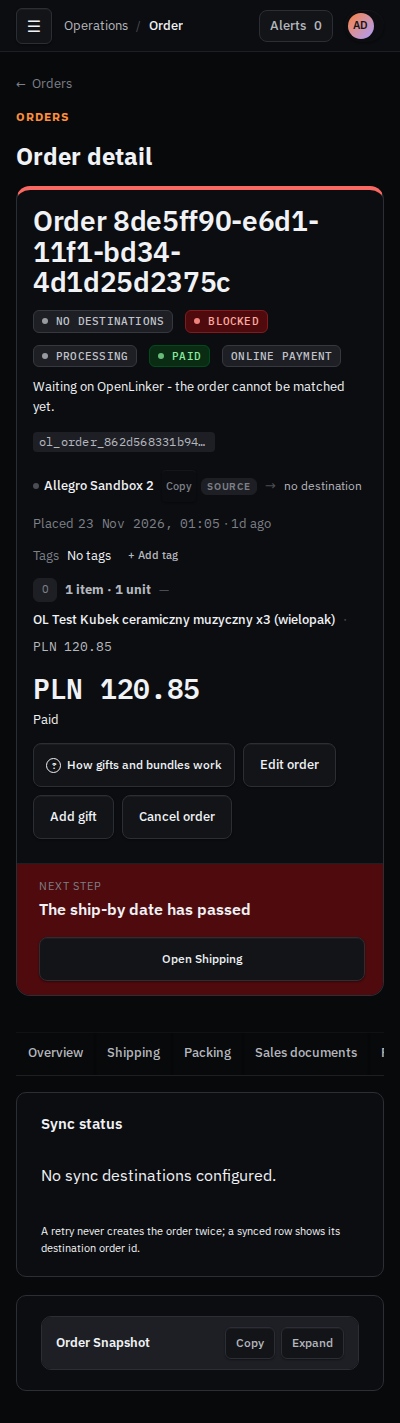 ☰ Operations / Order Alerts 0 AD
← Orders
ORDERS
Order detail
Order 8de5ff90-e6d1-
11f1-bd34-
4d1d25d2375c
NO DESTINATIONS BLOCKED
PROCESSING PAID ONLINE PAYMENT
Waiting on OpenLinker - the order cannot be matched
yet.
ol_order_862d568331b94…
Allegro Sandbox 2 Copy SOURCE → no destination
Placed 23 Nov 2026, 01:05 · 1d ago
Tags No tags + Add tag
0 1 item · 1 unit —
OL Test Kubek ceramiczny muzyczny x3 (wielopak) ·
PLN 120.85
PLN 120.85
Paid
How gifts and bundles work Edit order
Add gift Cancel order
NEXT STEP
The ship-by date has passed
Open Shipping
Overview Shipping Packing Sales documents
Sync status
No sync destinations configured.
A retry never creates the order twice; a synced row shows its
destination order id.
Order Snapshot Copy Expand